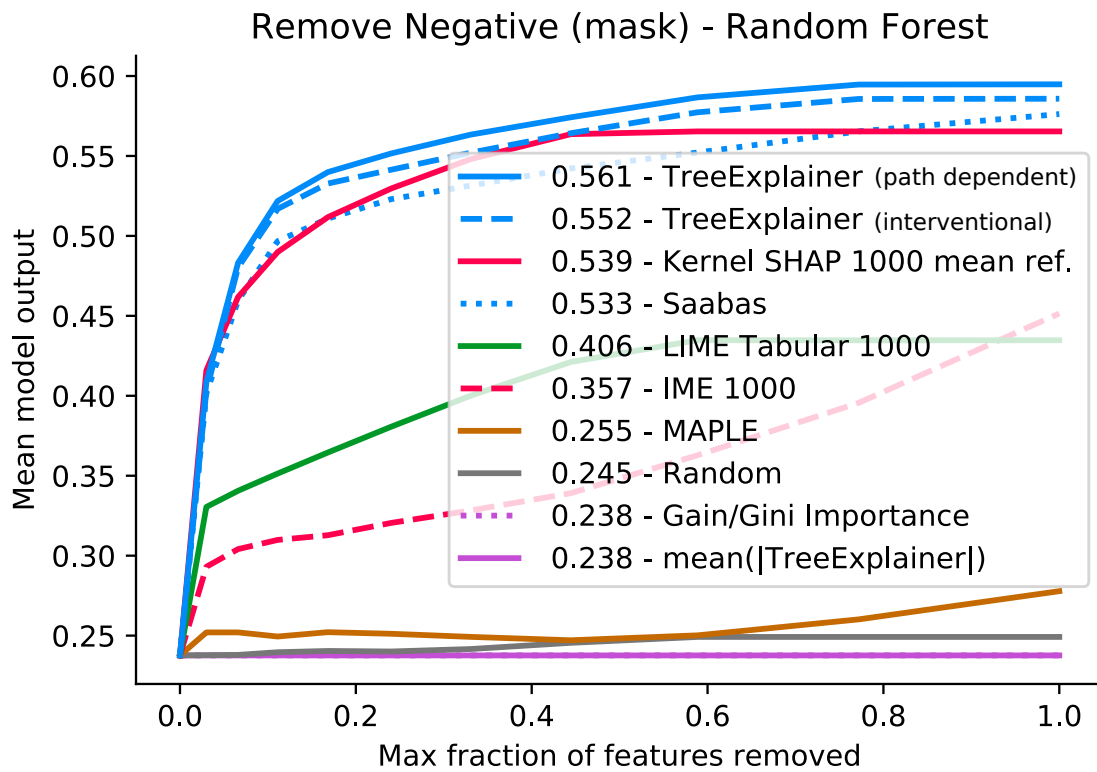 Remove Negative (mask) - Random Forest
Mean model output
0.60
0.55
0.50
0.45
0.40
0.35
0.30
0.25
0.561 - TreeExplainer (path dependent)
0.552 - TreeExplainer (interventional)
0.539 - Kernel SHAP 1000 mean ref.
0.533 - Saabas
0.406 - LIME Tabular 1000
0.357 - IME 1000
0.255 - MAPLE
0.245 - Random
0.238 - Gain/Gini Importance
0.238 - mean(|TreeExplainer|)
0.0 0.2 0.4 0.6 0.8 1.0
Max fraction of features removed